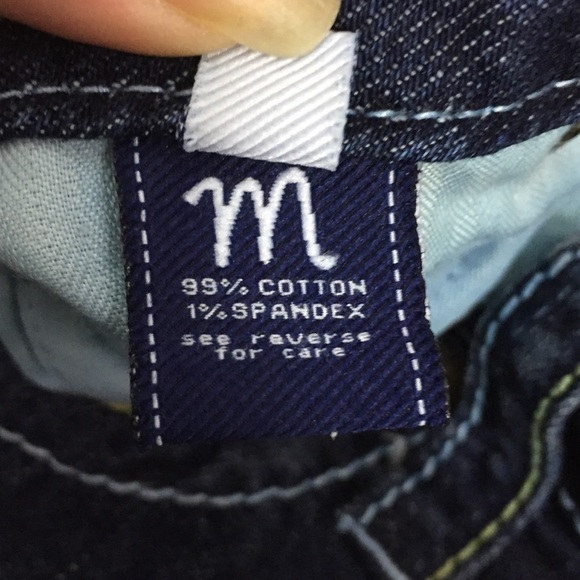 m
99% COTTON
1% SPANDEX
see reverse
for care